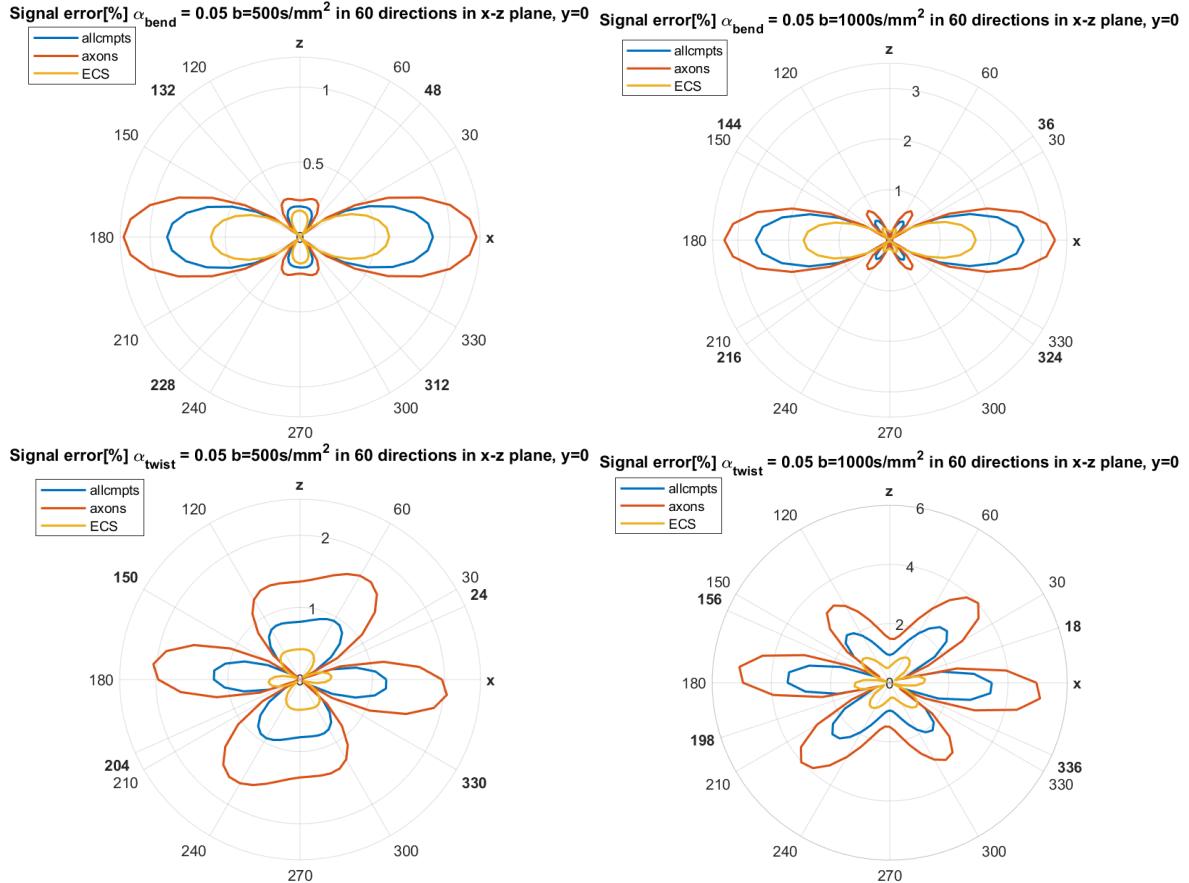 Signal error[%] α_bend = 0.05 b=500s/mm² in 60 directions in x-z plane, y=0
allcmpts
axons
ECS
z
120
60
132
1
48
150
30
0.5
180
0
x
210
330
228
312
240
300
270
Signal error[%] α_bend = 0.05 b=1000s/mm² in 60 directions in x-z plane, y=0
allcmpts
axons
ECS
z
120
60
3
144
36
150
2
30
1
180
0
x
210
330
216
324
240
300
270
Signal error[%] α_twist = 0.05 b=500s/mm² in 60 directions in x-z plane, y=0
allcmpts
axons
ECS
z
120
60
2
150
30
24
1
180
0
x
204
210
330
240
300
270
Signal error[%] α_twist = 0.05 b=1000s/mm² in 60 directions in x-z plane, y=0
allcmpts
axons
ECS
z
6
120
60
4
150
30
156
2
18
180
0
x
198
336
210
330
240
300
270